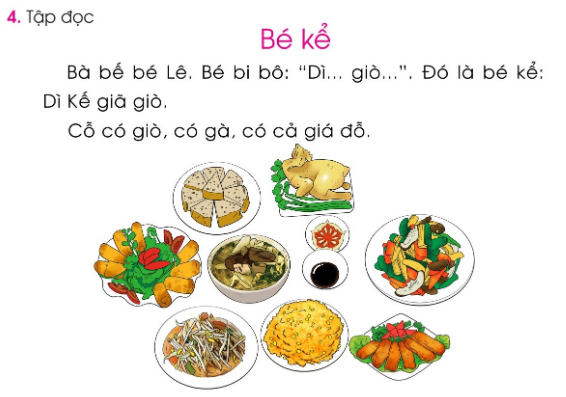 4. Tập đọc
Bé kể
Bà bế bé Lê. Bé bi bô: “Dì... giò...”. Đó là bé kể:
Dì Kế giã giò.
Cỗ có giò, có gà, có cả giá đỗ.